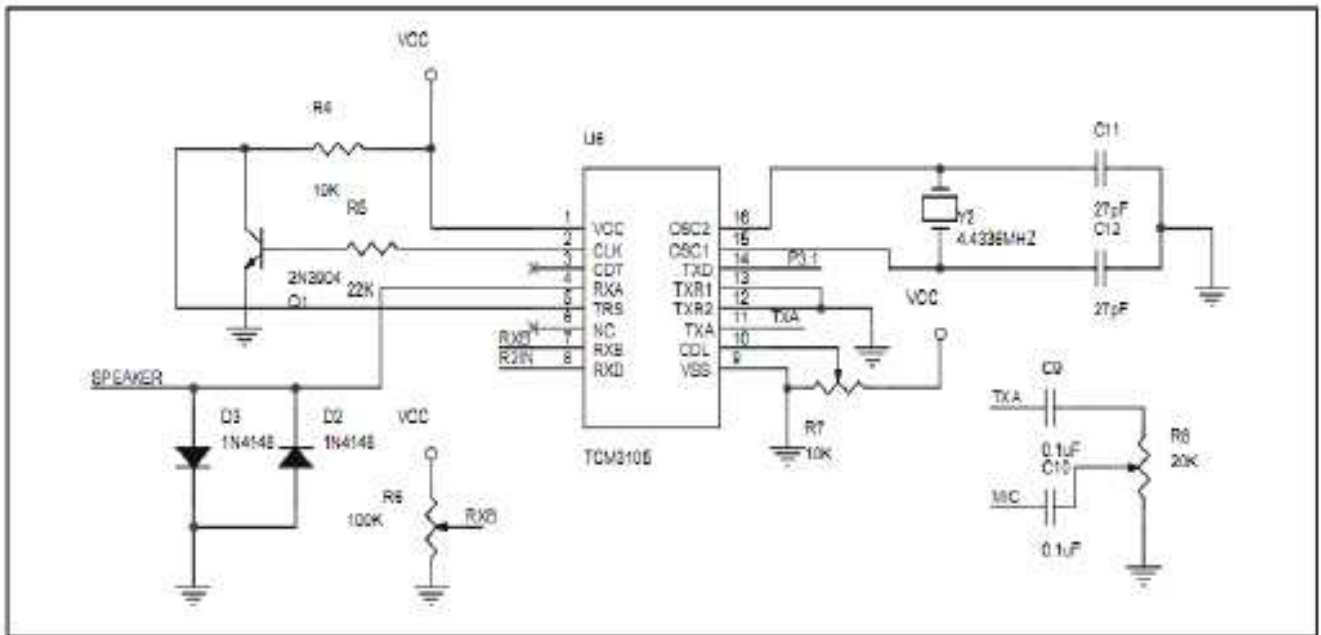 VCC
R4
10K
R5
22K
2N3904
Q1
U6
1 VCC
2 CLK
3 CDT
4 RXA
5 TRS
6 NC
7 RXB
8 RXD
RXB
R2IN
16 OSC2
15 OSC1
14 TXD
13 TXR1
12 TXR2
11 TXA
10 CDL
9 VSS
TCM3105
P3.1
TXA
Y2
4.4336MHZ
C11
27pF
C12
27pF
VCC
R7
10K
SPEAKER
D3
1N4148
D2
1N4148
VCC
R6
100K
RXB
TXA
C9
0.1uF
C10
MIC
0.1uF
R8
20K